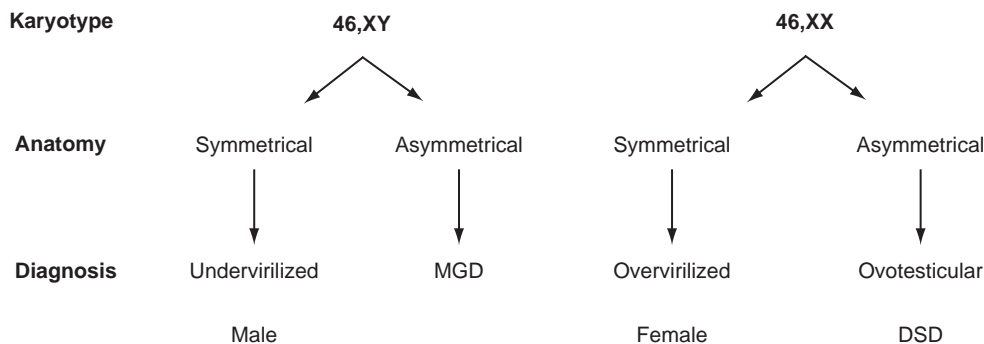 Karyotype 46,XY 46,XX
Anatomy Symmetrical Asymmetrical Symmetrical Asymmetrical
Diagnosis Undervirilized MGD Overvirilized Ovotesticular
Male Female DSD